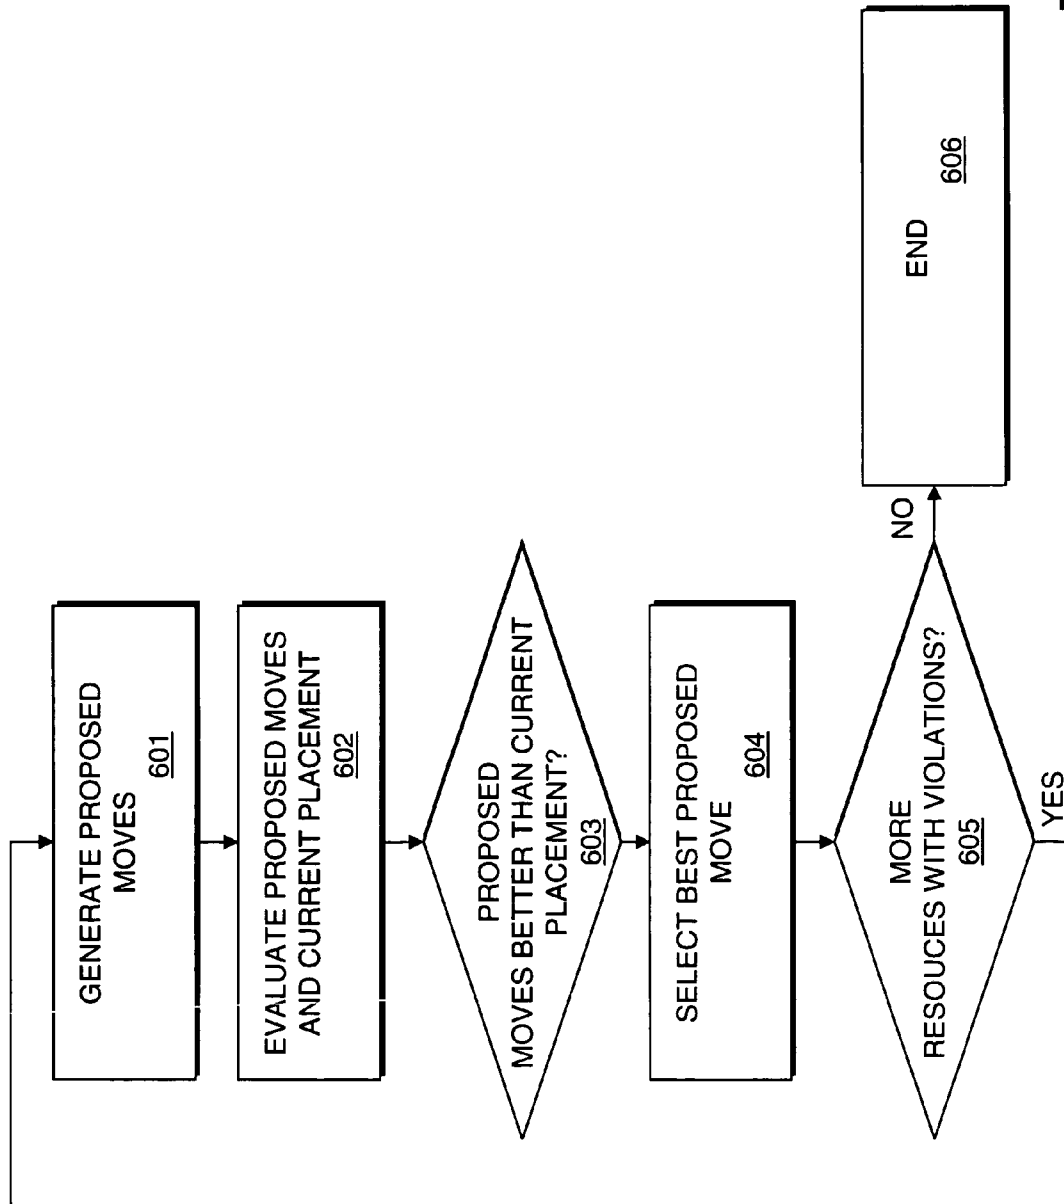 GENERATE PROPOSED
MOVES
601
EVALUATE PROPOSED MOVES
AND CURRENT PLACEMENT
602
PROPOSED
MOVES BETTER THAN CURRENT
PLACEMENT?
603
SELECT BEST PROPOSED
MOVE
604
MORE
RESOUCES WITH VIOLATIONS?
605
YES
NO
END
606